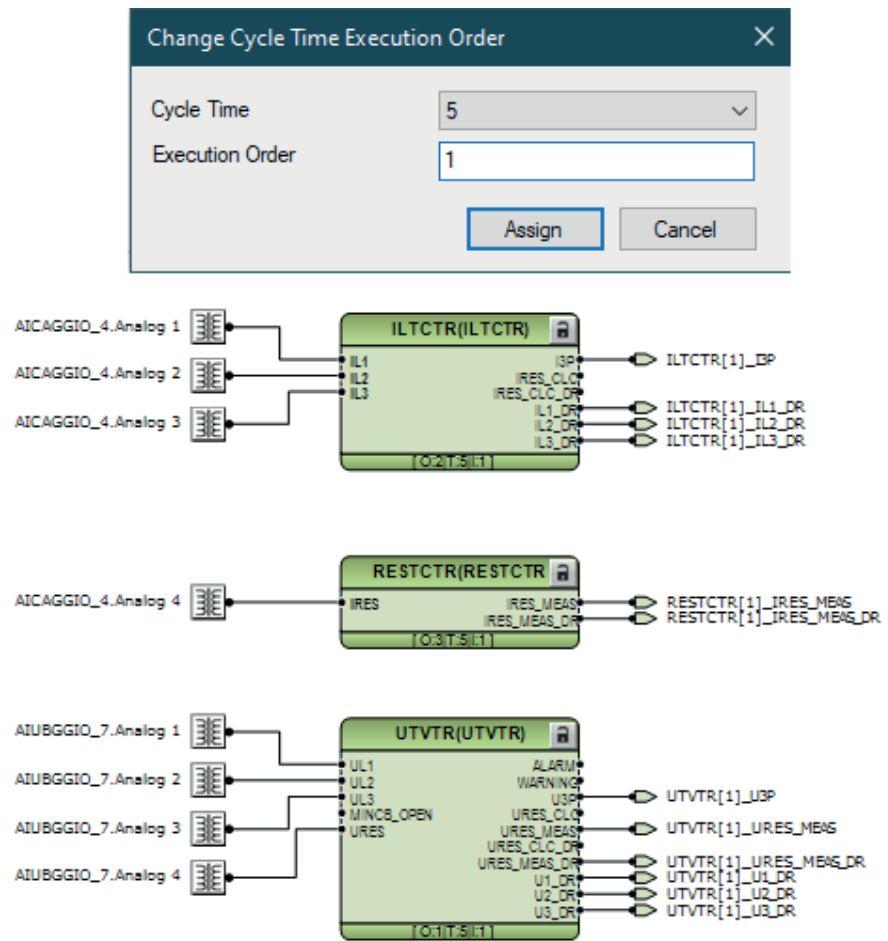 Change Cycle Time Execution Order
Cycle Time 5
Execution Order 1
Assign Cancel
AICAGGIO_4.Analog 1
AICAGGIO_4.Analog 2
AICAGGIO_4.Analog 3
ILTCTR(ILTCTR)
IL1
IL2
IL3
I3P
IRES_CLC
IRES_CLC_DR
IL1_DR
IL2_DR
IL3_DR
[ O:2|T:5|I:1 ]
ILTCTR[1]_I3P
ILTCTR[1]_IL1_DR
ILTCTR[1]_IL2_DR
ILTCTR[1]_IL3_DR
AICAGGIO_4.Analog 4
RESTCTR(RESTCTR
IRES
IRES_MEAS
IRES_MEAS_DR
[ O:3|T:5|I:1 ]
RESTCTR[1]_IRES_MEAS
RESTCTR[1]_IRES_MEAS_DR
AIUBGGIO_7.Analog 1
AIUBGGIO_7.Analog 2
AIUBGGIO_7.Analog 3
AIUBGGIO_7.Analog 4
UTVTR(UTVTR)
UL1
UL2
UL3
MINCB_OPEN
URES
ALARM
WARNING
U3P
URES_CLC
URES_MEAS
URES_CLC_DR
URES_MEAS_DR
U1_DR
U2_DR
U3_DR
[ O:1|T:5|I:1 ]
UTVTR[1]_U3P
UTVTR[1]_URES_MEAS
UTVTR[1]_URES_MEAS_DR
UTVTR[1]_U1_DR
UTVTR[1]_U2_DR
UTVTR[1]_U3_DR